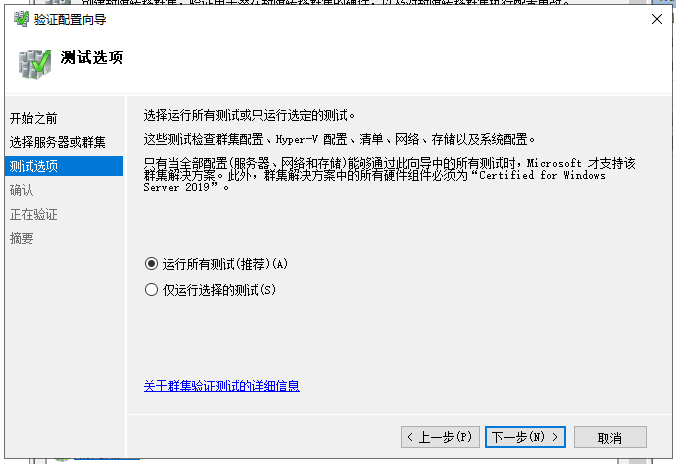 验证配置向导
测试选项
开始之前
选择服务器或群集
测试选项
确认
正在验证
摘要
选择运行所有测试或只运行选定的测试。
这些测试检查群集配置、Hyper-V 配置、清单、网络、存储以及系统配置。
只有当全部配置(服务器、网络和存储)能够通过此向导中的所有测试时，Microsoft 才支持该
群集解决方案。此外，群集解决方案中的所有硬件组件必须为“Certified for Windows
Server 2019”。
运行所有测试(推荐)(A)
仅运行选择的测试(S)
关于群集验证测试的详细信息
< 上一步(P)
下一步(N) >
取消